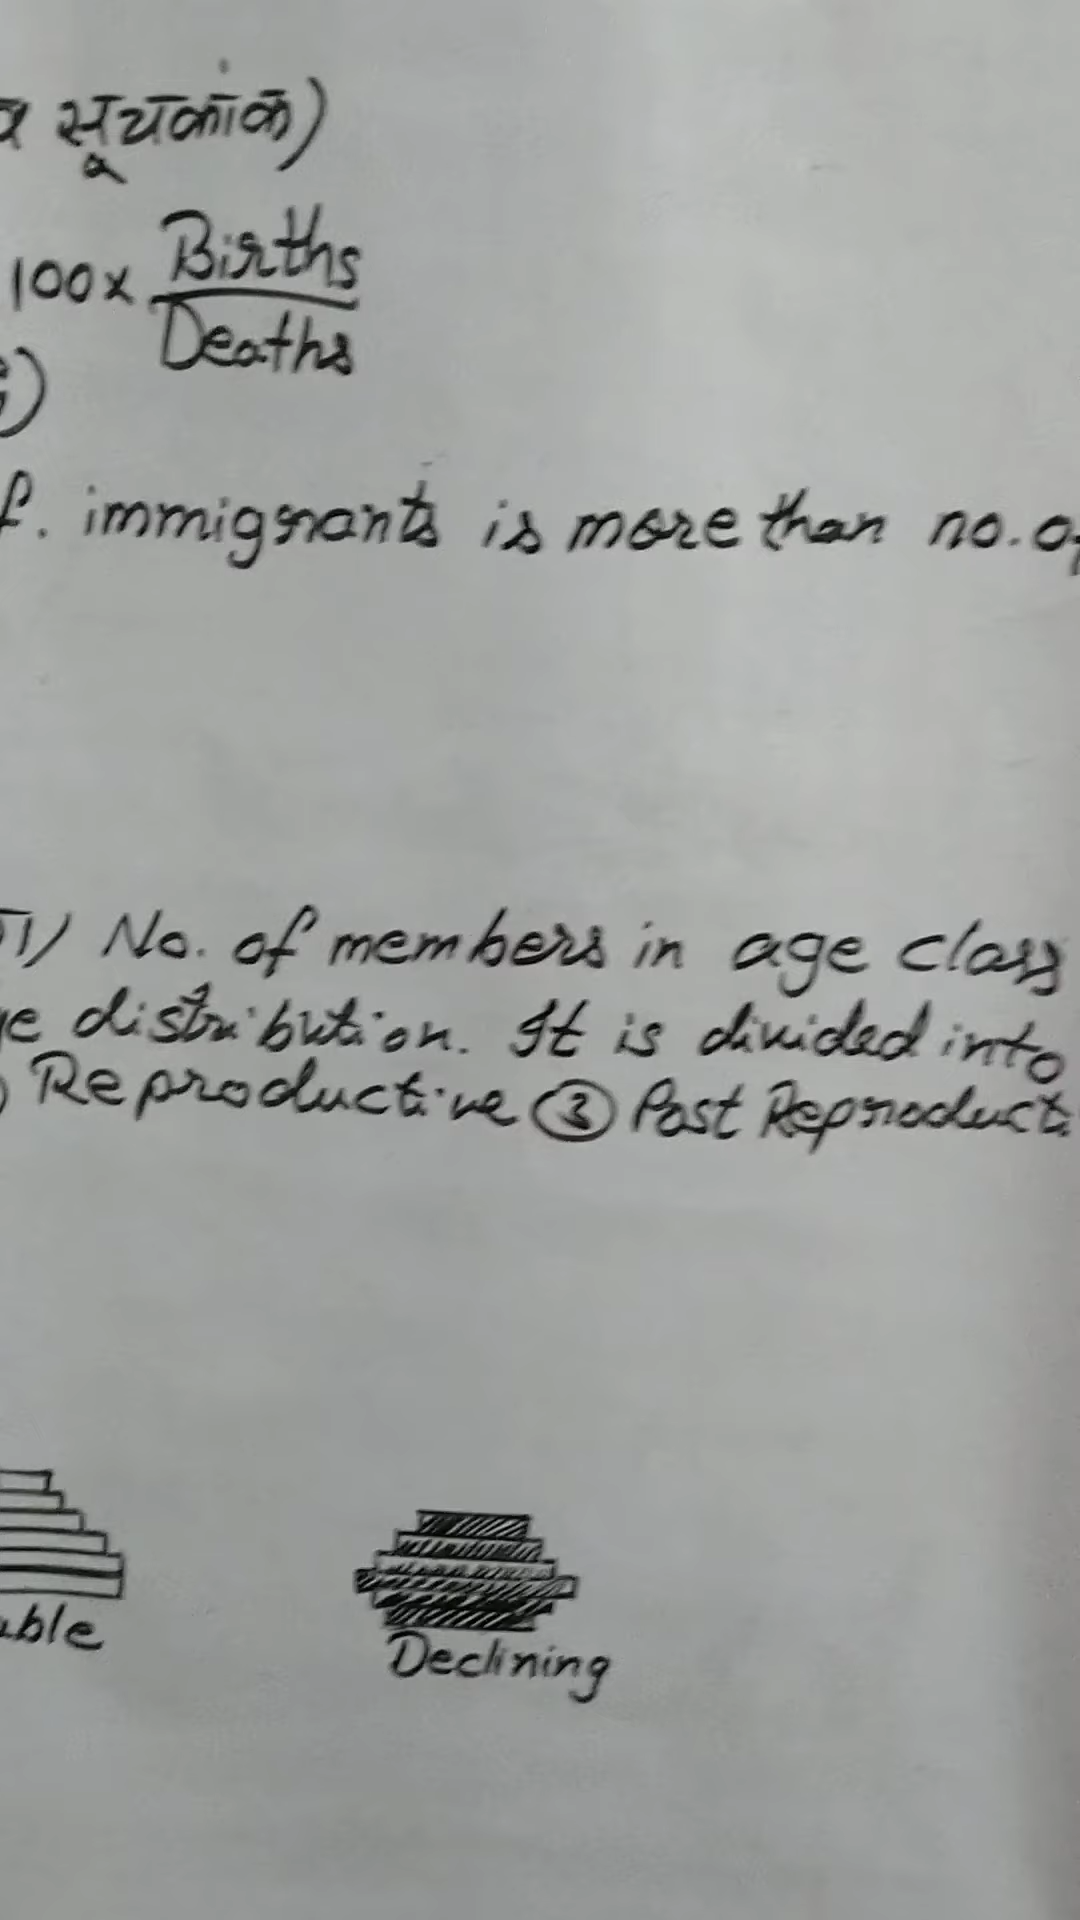 सूचकांक)
100x Births
Deaths
immigrants is more than no. of
No. of members in age class
distribution. It is divided into
Reproductive ③ Post Reproducti
Declining